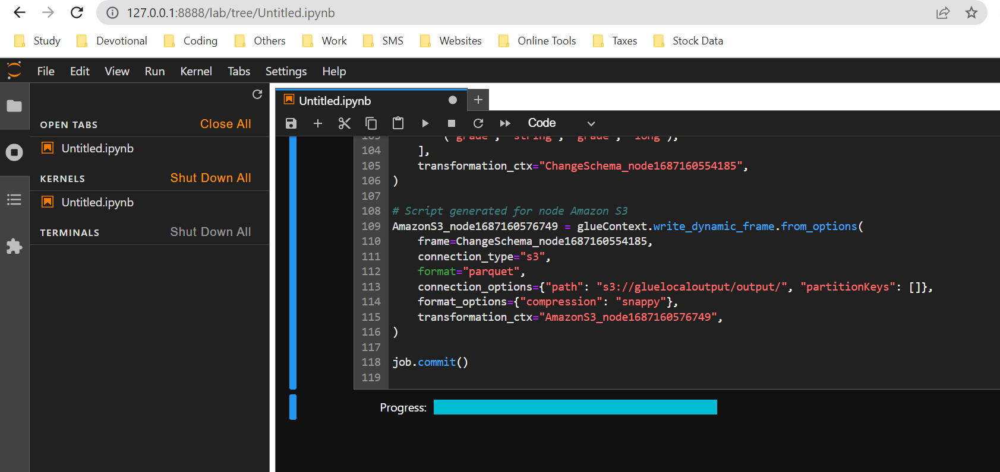 127.0.0.1:8888/lab/tree/Untitled.ipynb
Study Devotional Coding Others Work SMS Websites Online Tools Taxes Stock Data
File Edit View Run Kernel Tabs Settings Help
OPEN TABS Close All
Untitled.ipynb
KERNELS Shut Down All
Untitled.ipynb
TERMINALS Shut Down All
Untitled.ipynb
Code
103         ("grade", "string", "grade", "long"),
104     ],
105     transformation_ctx="ChangeSchema_node1687160554185",
106 )
107
108 # Script generated for node Amazon S3
109 AmazonS3_node1687160576749 = glueContext.write_dynamic_frame.from_options(
110     frame=ChangeSchema_node1687160554185,
111     connection_type="s3",
112     format="parquet",
113     connection_options={"path": "s3://gluelocaloutput/output/", "partitionKeys": []},
114     format_options={"compression": "snappy"},
115     transformation_ctx="AmazonS3_node1687160576749",
116 )
117
118 job.commit()
119
Progress: